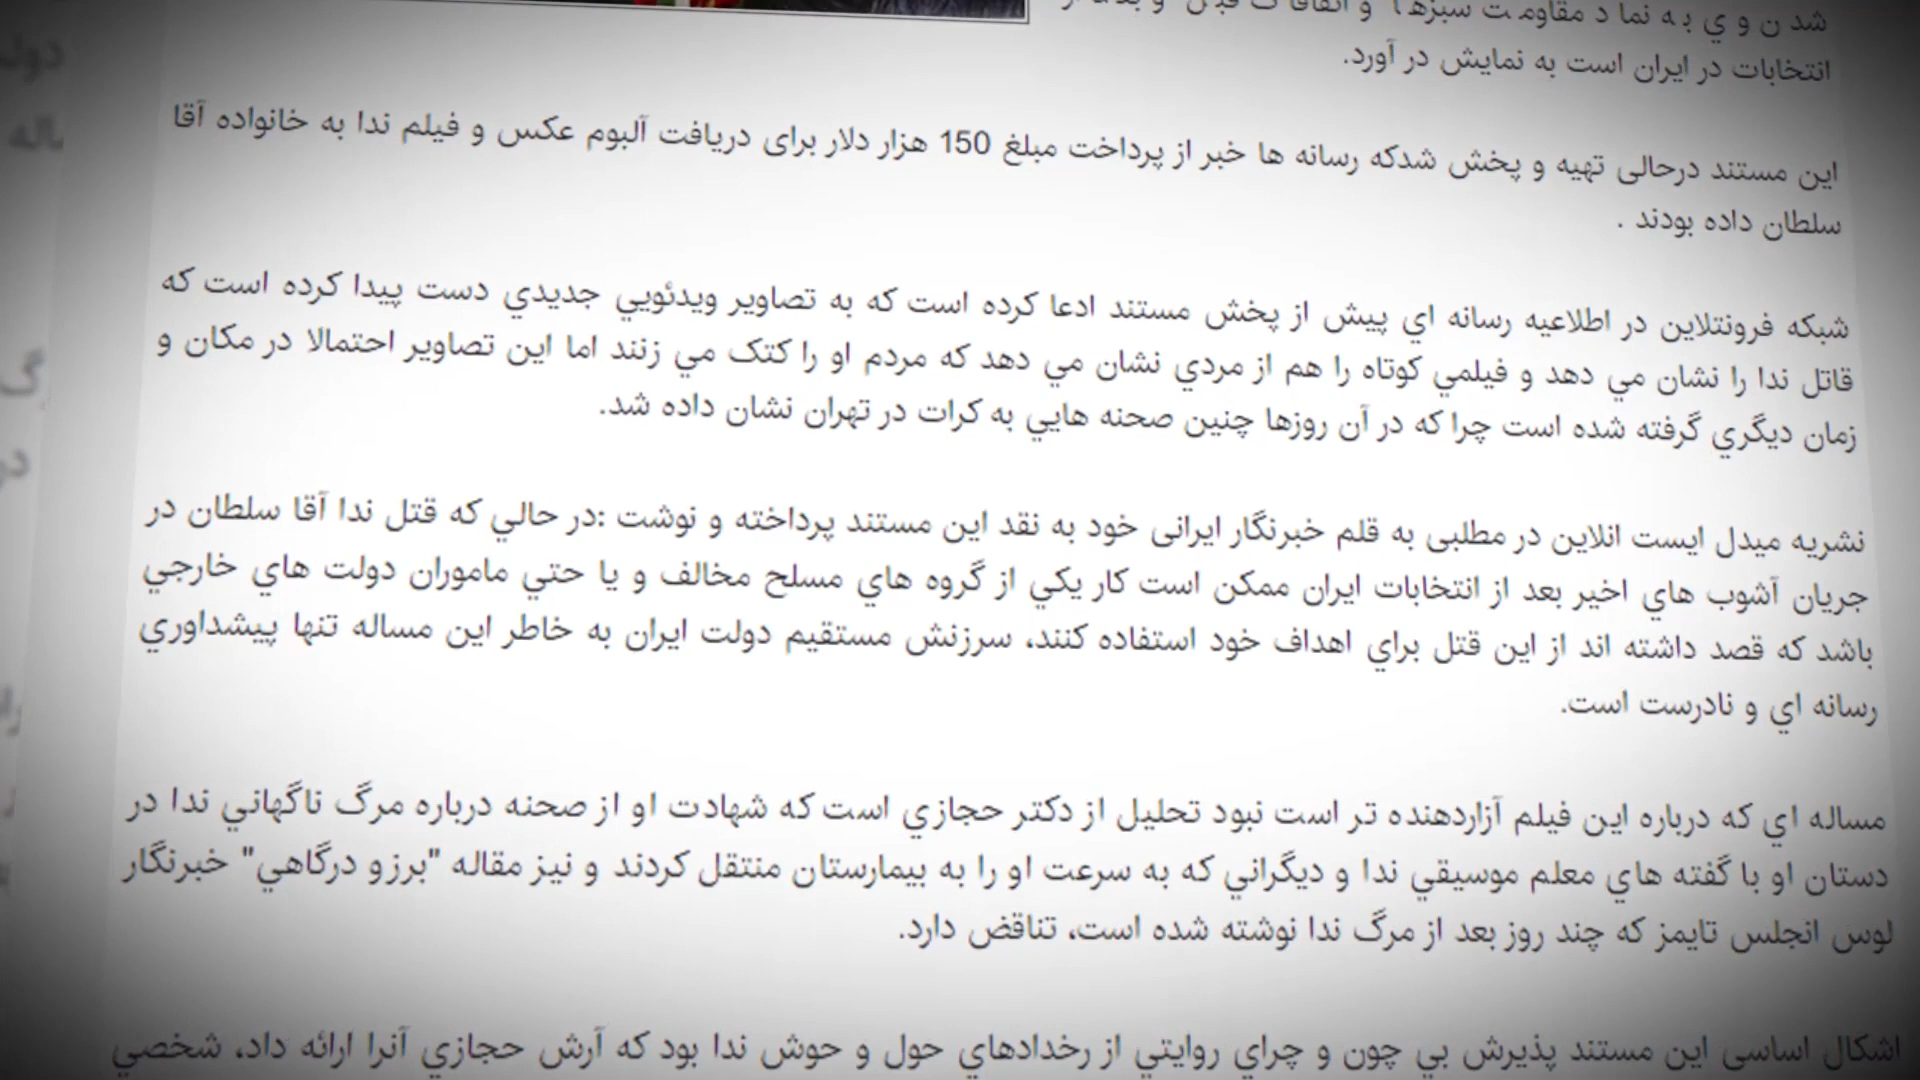 شدن وي به نماد مقاومت سبزها و اتفاقات قبل و بعد از
انتخابات در ایران است به نمایش در آورد.
این مستند درحالی تهیه و پخش شدکه رسانه ها خبر از پرداخت مبلغ 150 هزار دلار برای دریافت آلبوم عکس و فیلم ندا به خانواده آقا
سلطان داده بودند .
شبکه فرونتلاین در اطلاعیه رسانه اي پیش از پخش مستند ادعا کرده است که به تصاویر ویدئویي جدیدي دست پیدا کرده است که
قاتل ندا را نشان مي دهد و فیلمي کوتاه را هم از مردي نشان مي دهد که مردم او را کتک مي زنند اما این تصاویر احتمالا در مکان و
زمان دیگري گرفته شده است چرا که در آن روزها چنین صحنه هایي به کرات در تهران نشان داده شد.
نشریه میدل ایست انلاین در مطلبی به قلم خبرنگار ایرانی خود به نقد این مستند پرداخته و نوشت :در حالي که قتل ندا آقا سلطان در
جریان آشوب هاي اخیر بعد از انتخابات ایران ممکن است کار یکي از گروه هاي مسلح مخالف و یا حتي ماموران دولت هاي خارجي
باشد که قصد داشته اند از این قتل براي اهداف خود استفاده کنند، سرزنش مستقیم دولت ایران به خاطر این مساله تنها پیشداوري
رسانه اي و نادرست است.
مساله اي که درباره این فیلم آزاردهنده تر است نبود تحلیل از دکتر حجازي است که شهادت او از صحنه درباره مرگ ناگهاني ندا در
دستان او با گفته هاي معلم موسیقي ندا و دیگراني که به سرعت او را به بیمارستان منتقل کردند و نیز مقاله "برزو درگاهي" خبرنگار
لوس انجلس تایمز که چند روز بعد از مرگ ندا نوشته شده است، تناقض دارد.
اشکال اساسی این مستند پذیرش بي چون و چراي روایتي از رخدادهاي حول و حوش ندا بود که آرش حجازي آنرا ارائه داد، شخصي